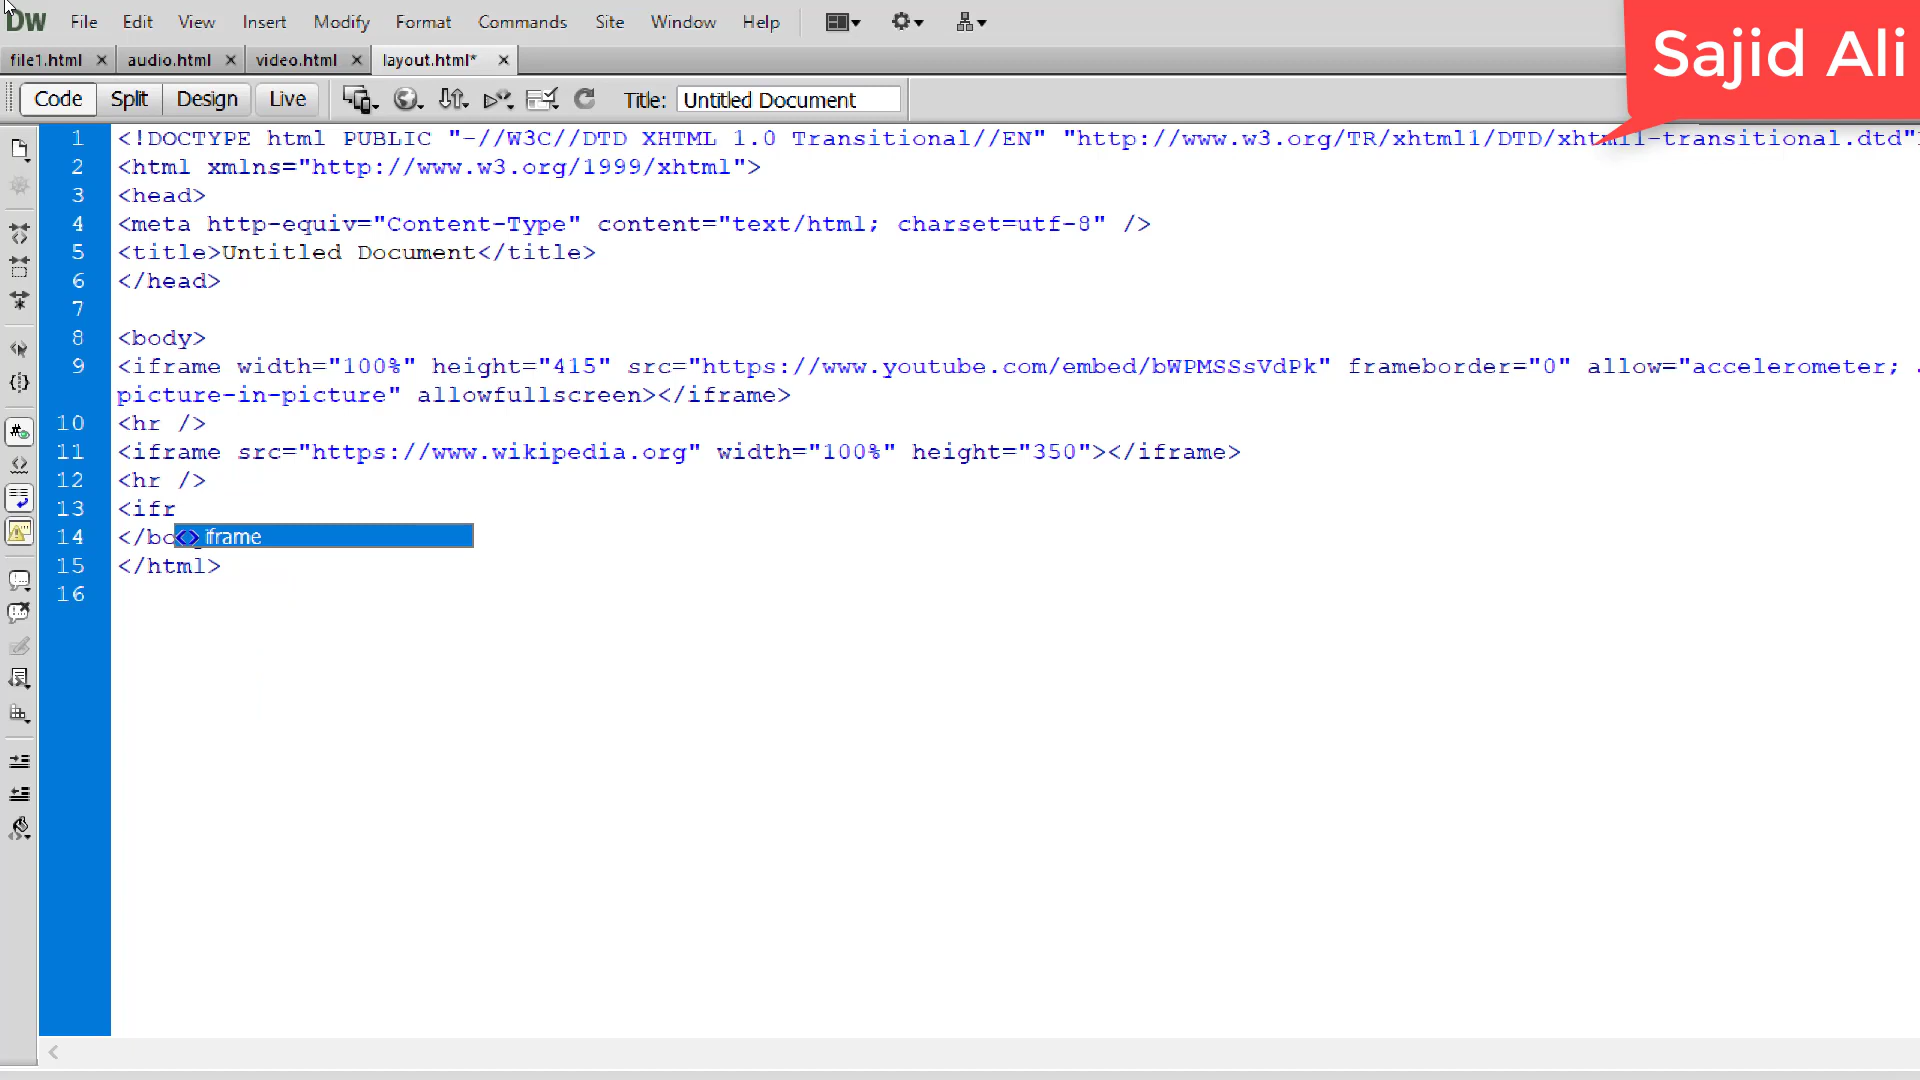 Dw File Edit View Insert Modify Format Commands Site Window Help
Sajid Ali
file1.html audio.html video.html layout.html*
Code Split Design Live Title: Untitled Document
1 <!DOCTYPE html PUBLIC "-//W3C//DTD XHTML 1.0 Transitional//EN" "http://www.w3.org/TR/xhtml1/DTD/xhtml1-transitional.dtd"
2 <html xmlns="http://www.w3.org/1999/xhtml">
3 <head>
4 <meta http-equiv="Content-Type" content="text/html; charset=utf-8" />
5 <title>Untitled Document</title>
6 </head>
7
8 <body>
9 <iframe width="100%" height="415" src="https://www.youtube.com/embed/bWPMSSsVdPk" frameborder="0" allow="accelerometer;
picture-in-picture" allowfullscreen></iframe>
10 <hr />
11 <iframe src="https://www.wikipedia.org" width="100%" height="350"></iframe>
12 <hr />
13 <ifr
14 </bo
<> iframe
15 </html>
16